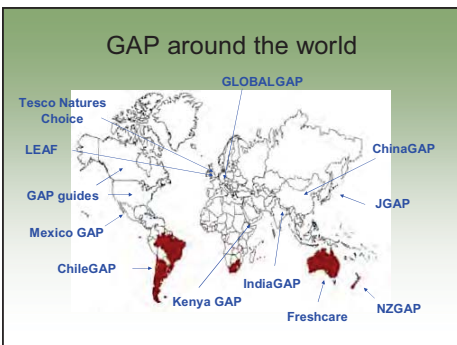 GAP around the world
GLOBALGAP
Tesco Natures
Choice
LEAF
ChinaGAP
GAP guides
JGAP
Mexico GAP
ChileGAP
IndiaGAP
Kenya GAP
Freshcare
NZGAP